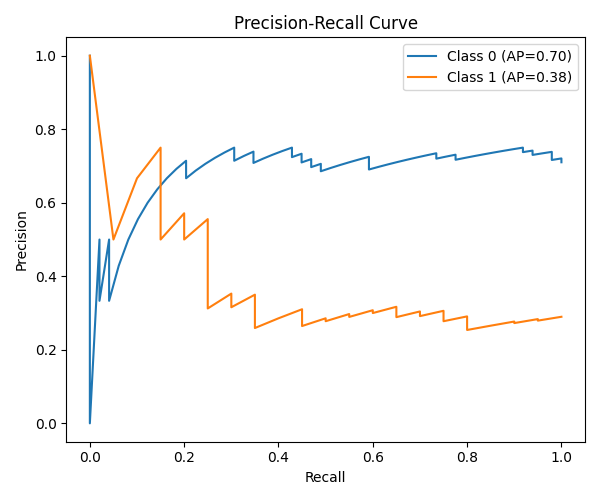 Precision-Recall Curve
Class 0 (AP=0.70)
Class 1 (AP=0.38)
Precision
1.0
0.8
0.6
0.4
0.2
0.0
0.0 0.2 0.4 0.6 0.8 1.0
Recall